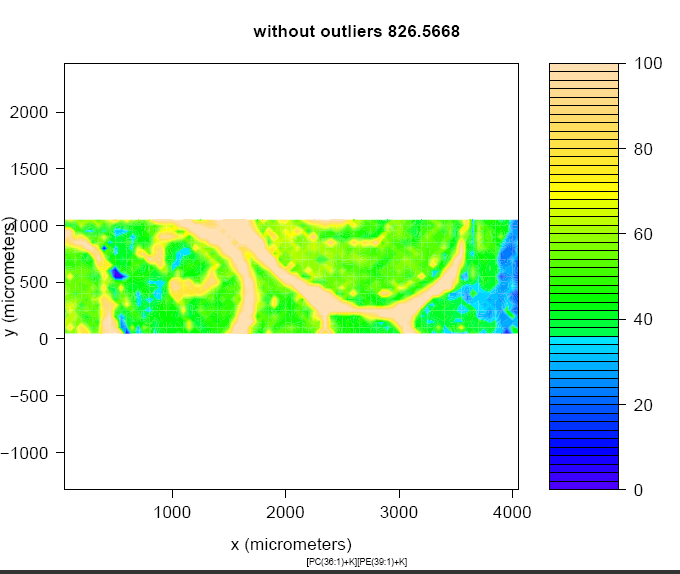 without outliers 826.5668
y (micrometers)
2000
1500
1000
500
0
−500
−1000
1000 2000 3000 4000
x (micrometers)
[PC(36:1)+K][PE(39:1)+K]
100
80
60
40
20
0